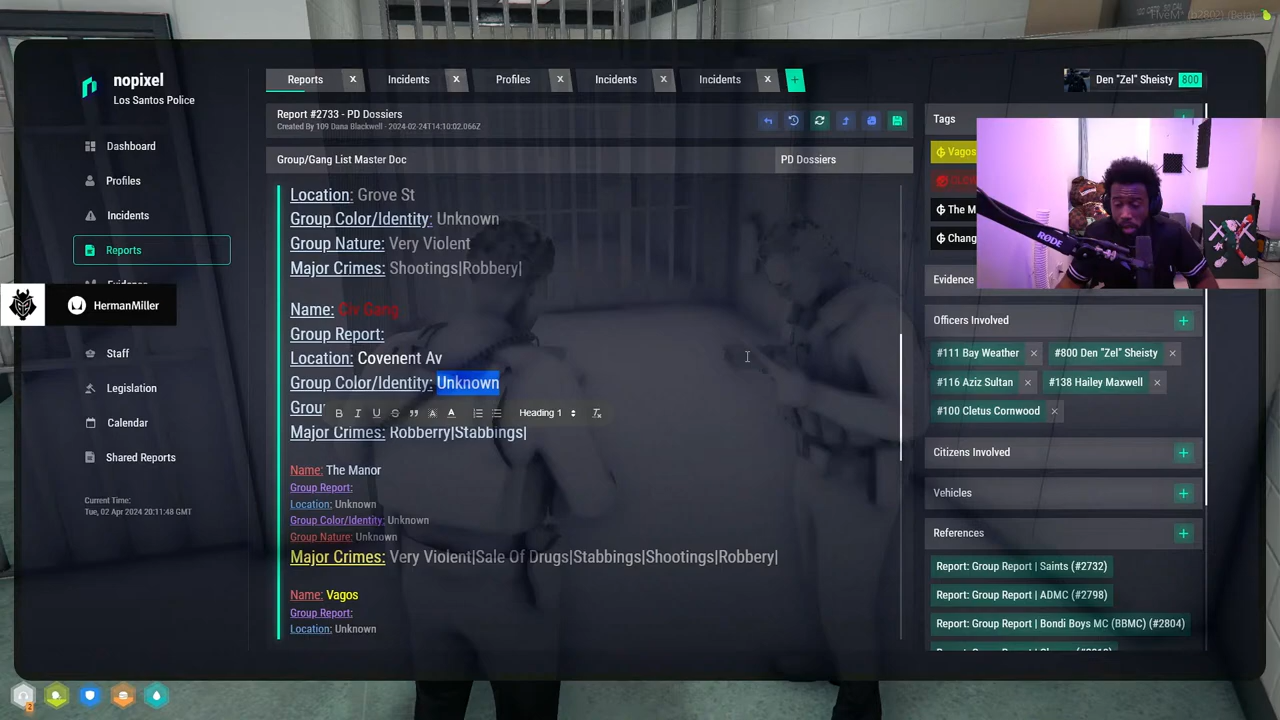 FiveM® (b2802) (Beta)
nopixel
Los Santos Police
Reports x
Incidents x
Profiles x
Incidents x
Incidents x
+
Den "Zel" Sheisty 800
Report #2733 - PD Dossiers
Created By 109 Dana Blackwell - 2024-02-24T14:10:02.066Z
Tags
Dashboard
Profiles
Incidents
Reports
HermanMiller
Staff
Legislation
Calendar
Shared Reports
Current Time:
Tue, 02 Apr 2024 20:11:48 GMT
Group/Gang List Master Doc
PD Dossiers
Location: Grove St
Group Color/Identity: Unknown
Group Nature: Very Violent
Major Crimes: Shootings|Robbery|
Name: Civ Gang
Group Report:
Location: Covenent Av
Group Color/Identity: Unknown
Grou
B I U S A A Heading 1
Major Crimes: Robberry|Stabbings|
Name: The Manor
Group Report:
Location: Unknown
Group Color/Identity: Unknown
Group Nature: Unknown
Major Crimes: Very Violent|Sale Of Drugs|Stabbings|Shootings|Robbery|
Name: Vagos
Group Report:
Location: Unknown
Vagos
The M
Chang
RØDE
Evidence
Officers Involved +
#111 Bay Weather x
#800 Den "Zel" Sheisty x
#116 Aziz Sultan x
#138 Hailey Maxwell x
#100 Cletus Cornwood x
Citizens Involved +
Vehicles +
References +
Report: Group Report | Saints (#2732)
Report: Group Report | ADMC (#2798)
Report: Group Report | Bondi Boys MC (BBMC) (#2804)
2